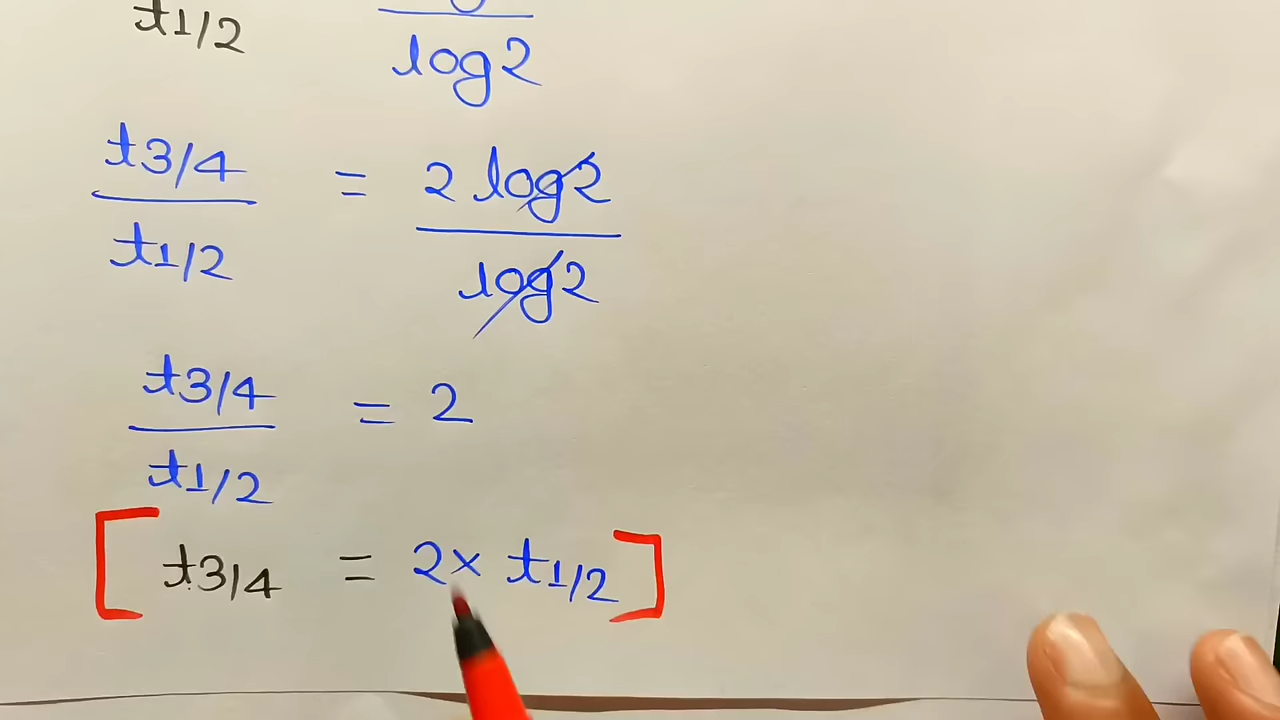 t1/2
log2
t3/4 = 2 log2
t1/2 log2
t3/4 = 2
t1/2
[ t3/4 = 2× t1/2 ]